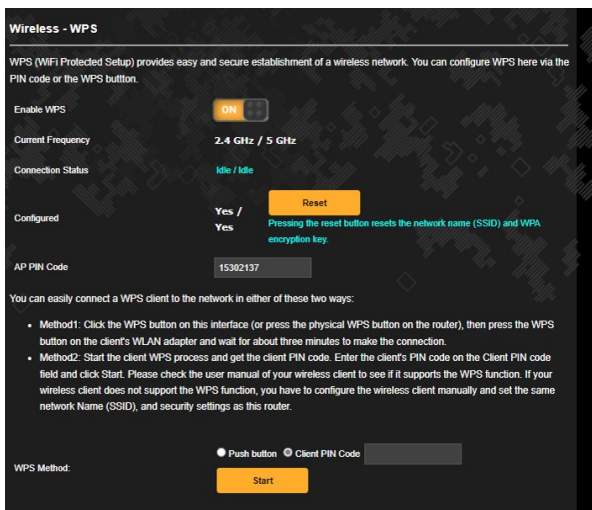 Wireless - WPS
WPS (WiFi Protected Setup) provides easy and secure establishment of a wireless network. You can configure WPS here via the
PIN code or the WPS buttton.
Enable WPS
ON
Current Frequency
2.4 GHz / 5 GHz
Connection Status
Idle / Idle
Configured
Yes /
Yes
Reset
Pressing the reset button resets the network name (SSID) and WPA
encryption key.
AP PIN Code
15302137
You can easily connect a WPS client to the network in either of these two ways:
• Method1: Click the WPS button on this interface (or press the physical WPS button on the router), then press the WPS
button on the client's WLAN adapter and wait for about three minutes to make the connection.
• Method2: Start the client WPS process and get the client PIN code. Enter the client's PIN code on the Client PIN code
field and click Start. Please check the user manual of your wireless client to see if it supports the WPS function. If your
wireless client does not support the WPS function, you have to configure the wireless client manually and set the same
network Name (SSID), and security settings as this router.
WPS Method:
Push button Client PIN Code
Start